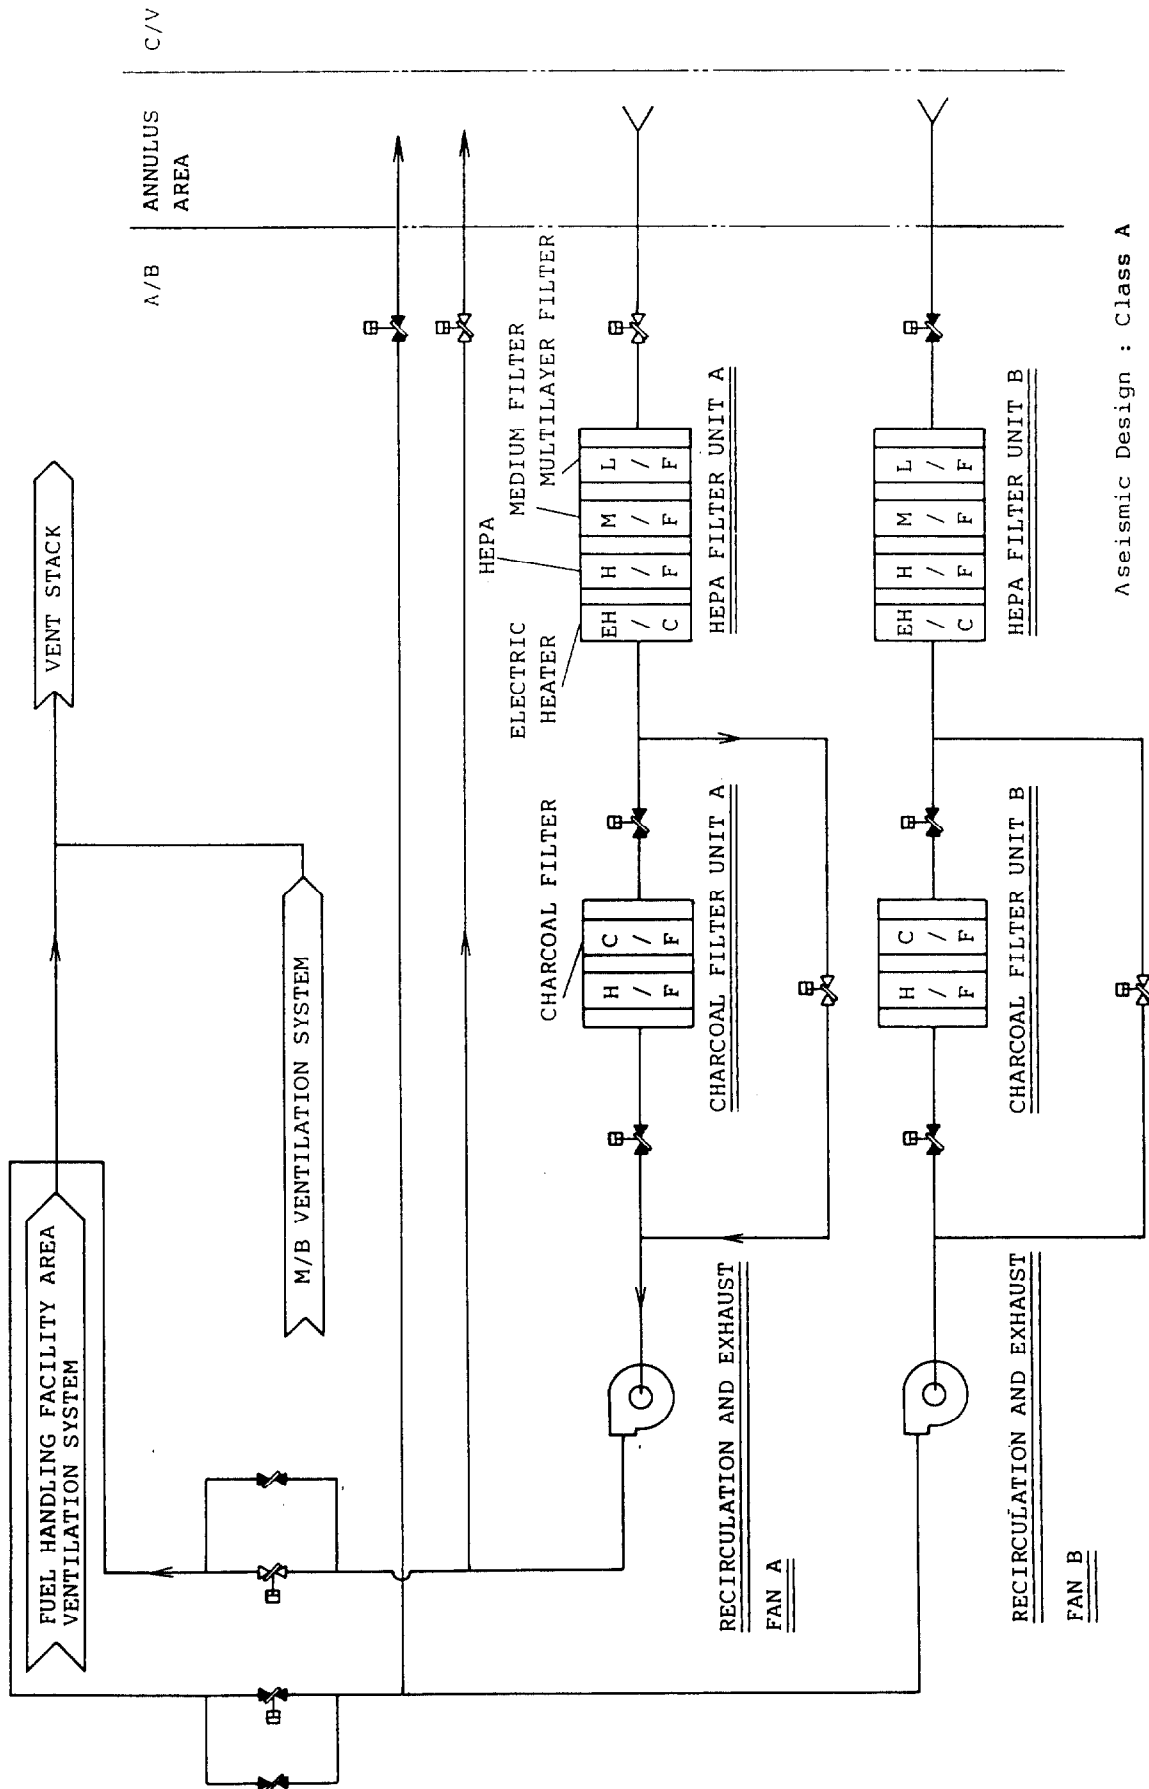 FUEL HANDLING FACILITY AREA
VENTILATION SYSTEM
VENT STACK
M/B VENTILATION SYSTEM
A/B
ANNULUS
AREA
C/V
ELECTRIC
HEATER
HEPA
MEDIUM FILTER
MULTILAYER FILTER
CHARCOAL FILTER
H/F
C/F
EH/C
H/F
M/F
L/F
RECIRCULATION AND EXHAUST
FAN A
CHARCOAL FILTER UNIT A
HEPA FILTER UNIT A
H/F
C/F
EH/C
H/F
M/F
L/F
RECIRCULATION AND EXHAUST
FAN B
CHARCOAL FILTER UNIT B
HEPA FILTER UNIT B
Aseismic Design : Class A